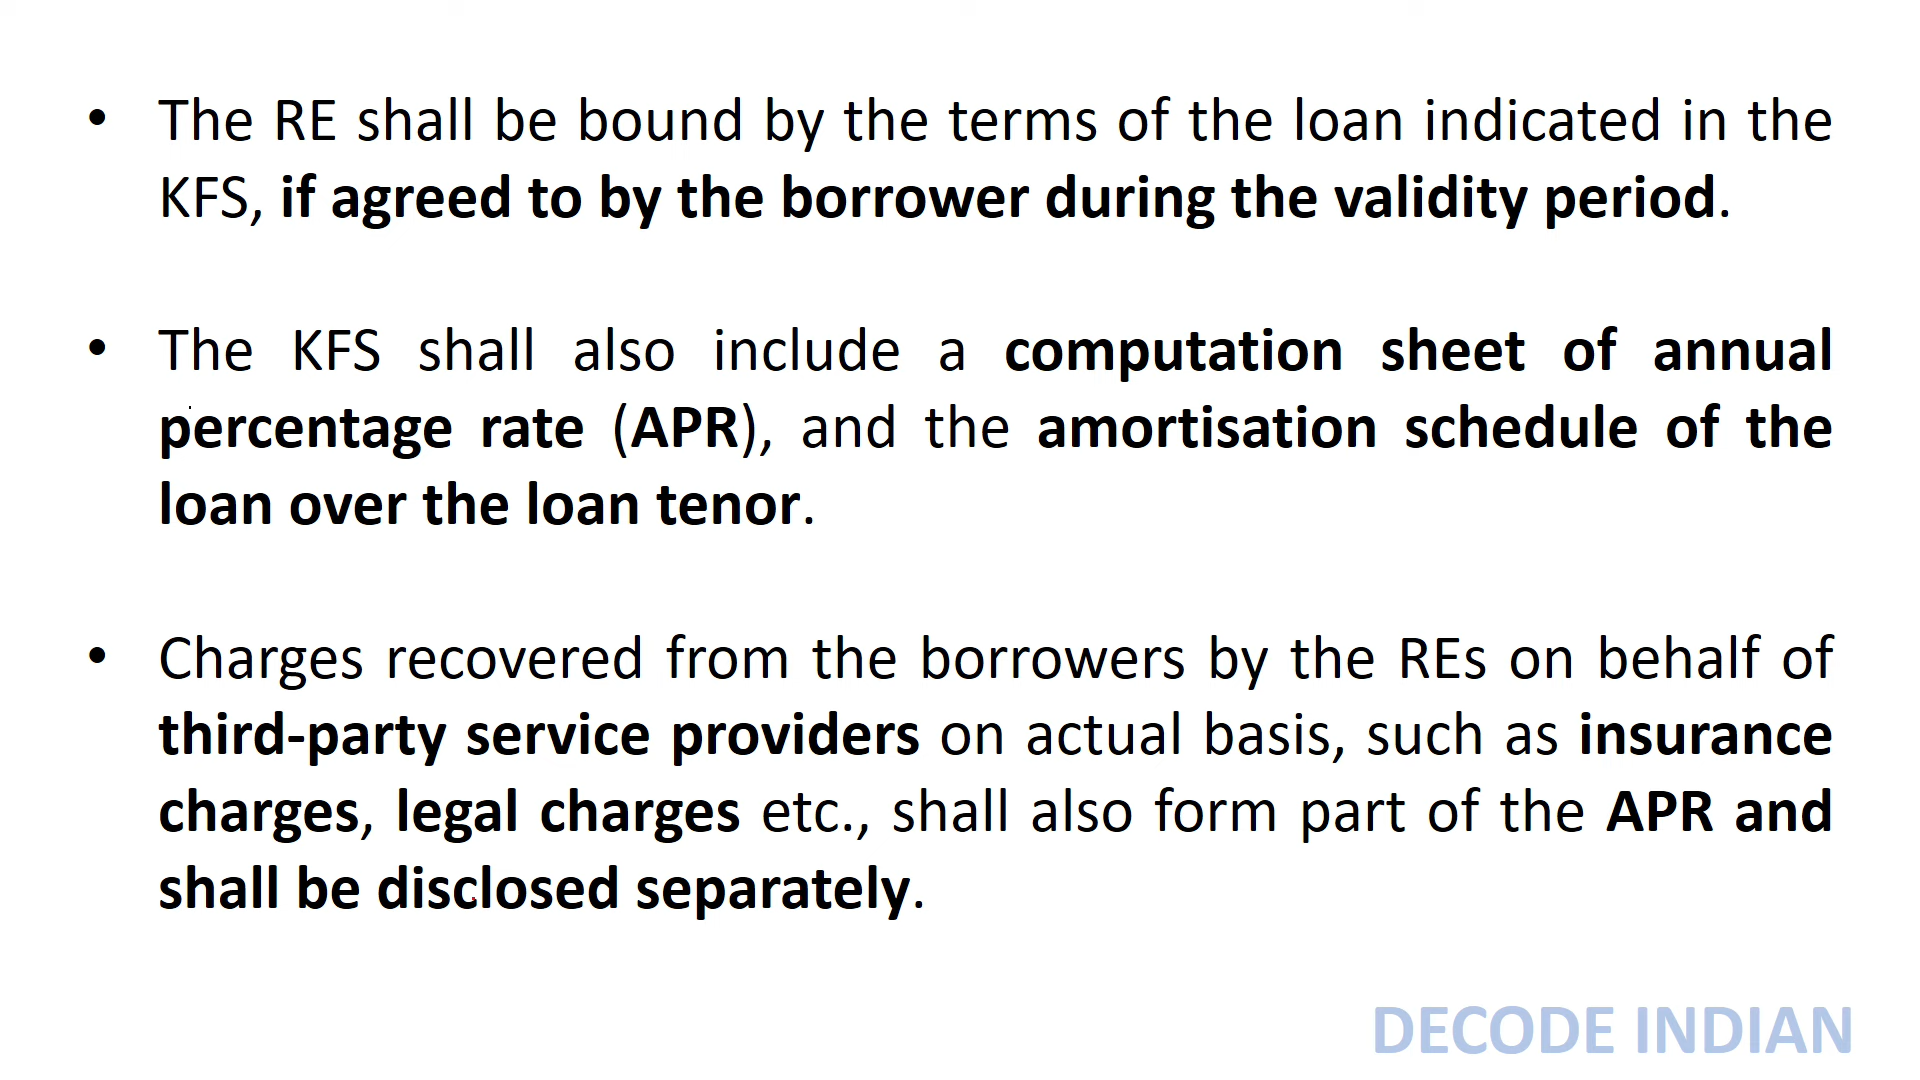 • The RE shall be bound by the terms of the loan indicated in the
KFS, if agreed to by the borrower during the validity period.
• The KFS shall also include a computation sheet of annual
percentage rate (APR), and the amortisation schedule of the
loan over the loan tenor.
• Charges recovered from the borrowers by the REs on behalf of
third-party service providers on actual basis, such as insurance
charges, legal charges etc., shall also form part of the APR and
shall be disclosed separately.
DECODE INDIAN